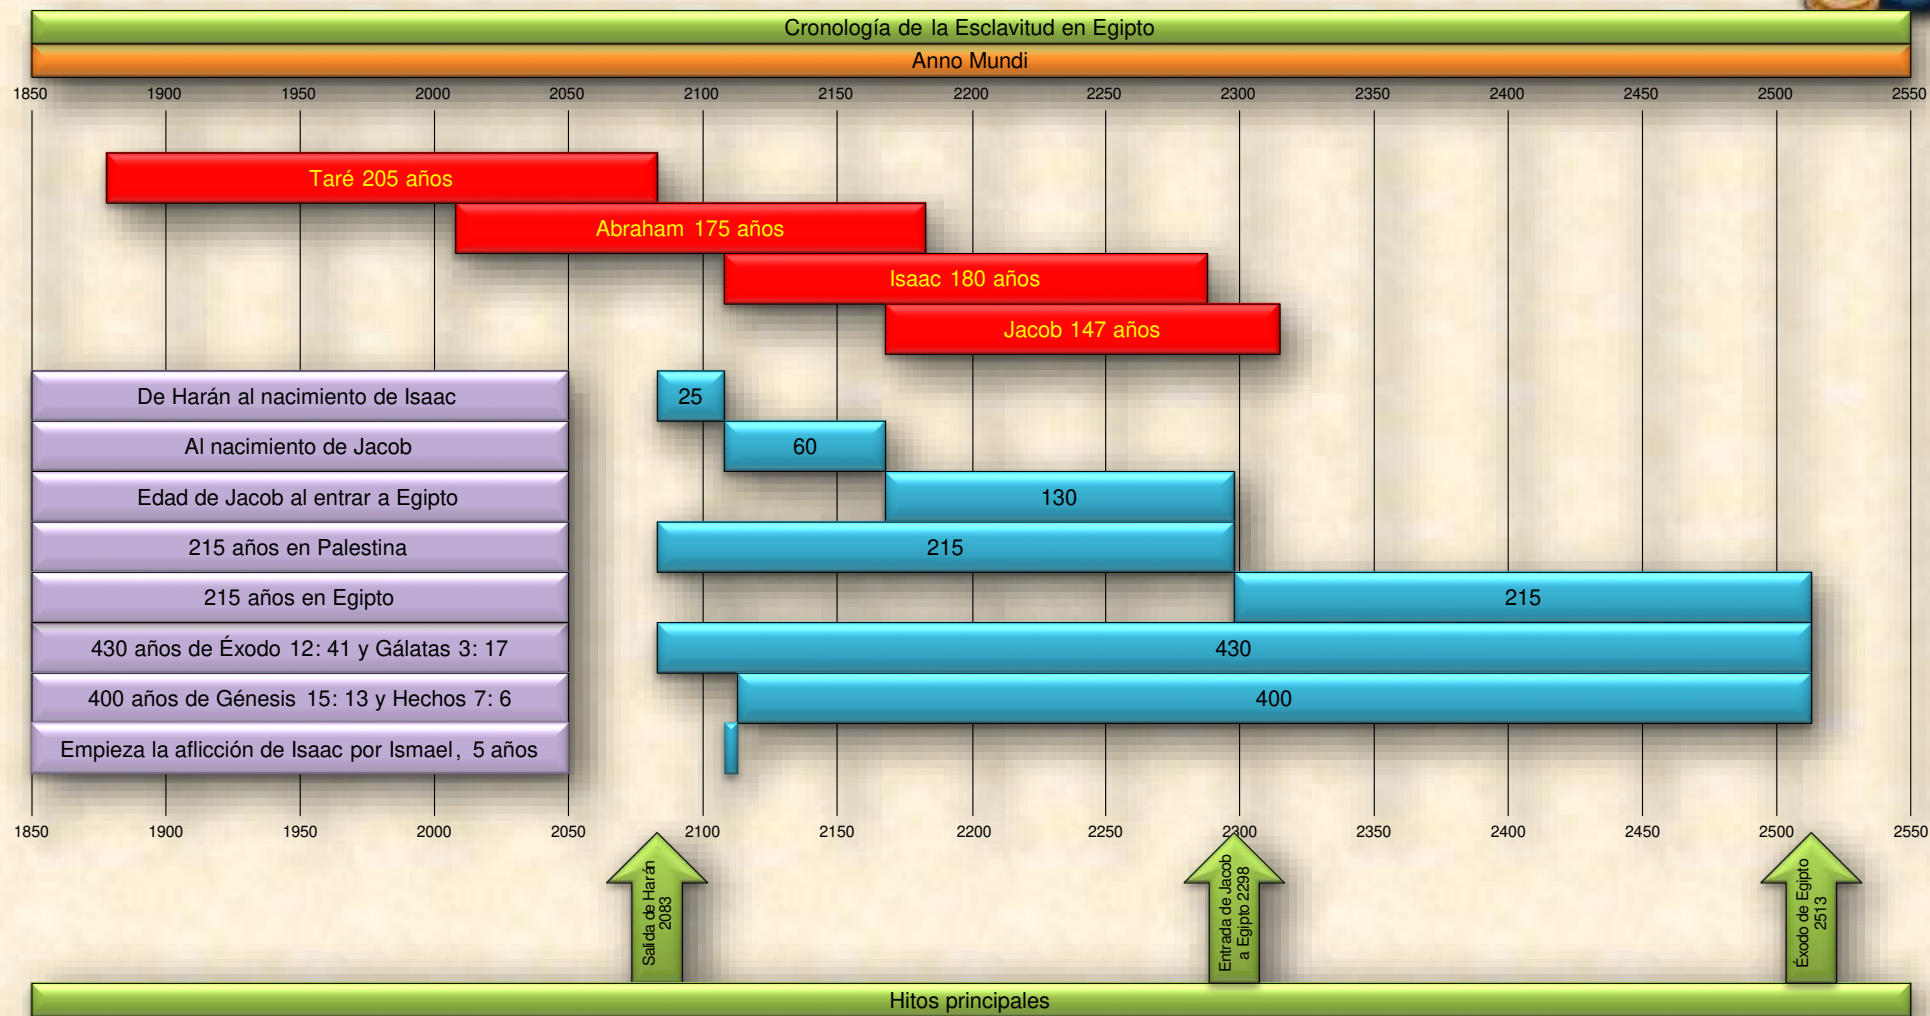 Cronología de la Esclavitud en Egipto
Anno Mundi
1850 1900 1950 2000 2050 2100 2150 2200 2250 2300 2350 2400 2450 2500 2550
Taré 205 años
Abraham 175 años
Isaac 180 años
Jacob 147 años
De Harán al nacimiento de Isaac
25
Al nacimiento de Jacob
60
Edad de Jacob al entrar a Egipto
130
215 años en Palestina
215
215 años en Egipto
215
430 años de Éxodo 12: 41 y Gálatas 3: 17
430
400 años de Génesis 15: 13 y Hechos 7: 6
400
Empieza la aflicción de Isaac por Ismael, 5 años
1850 1900 1950 2000 2050 2100 2150 2200 2250 2300 2350 2400 2450 2500 2550
Salida de Harán
2083
Entrada de Jacob
a Egipto 2298
Éxodo de Egipto
2513
Hitos principales